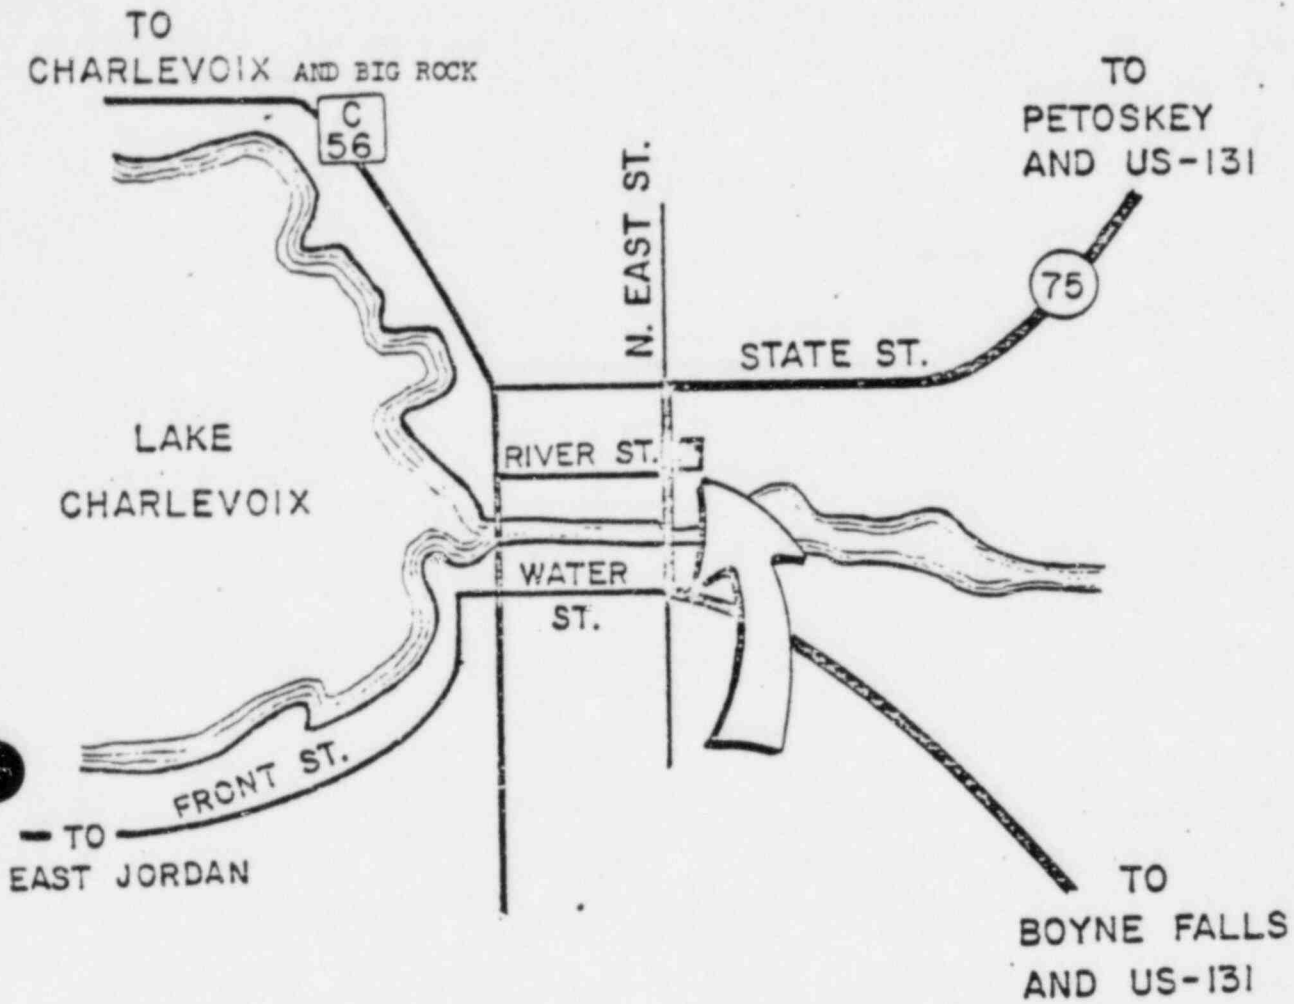 TO
CHARLEVOIX AND BIG ROCK
C
56
TO
PETOSKEY
AND US-131
N. EAST ST.
75
STATE ST.
LAKE
CHARLEVOIX
RIVER ST.
WATER
ST.
FRONT ST.
TO
EAST JORDAN
TO
BOYNE FALLS
AND US-131